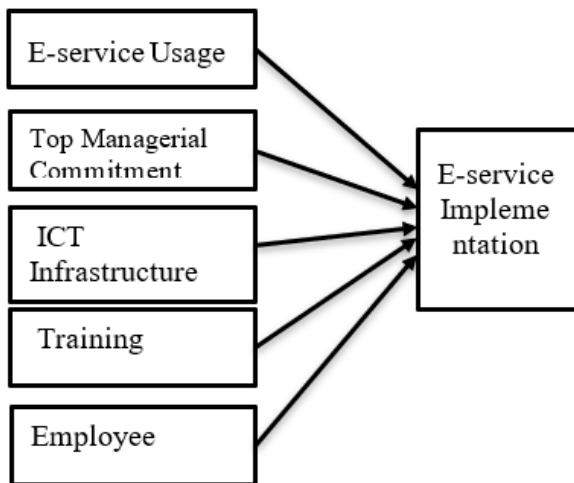 E-service Usage
Top Managerial
Commitment
ICT
Infrastructure
Training
Employee
E-service
Impleme
ntation